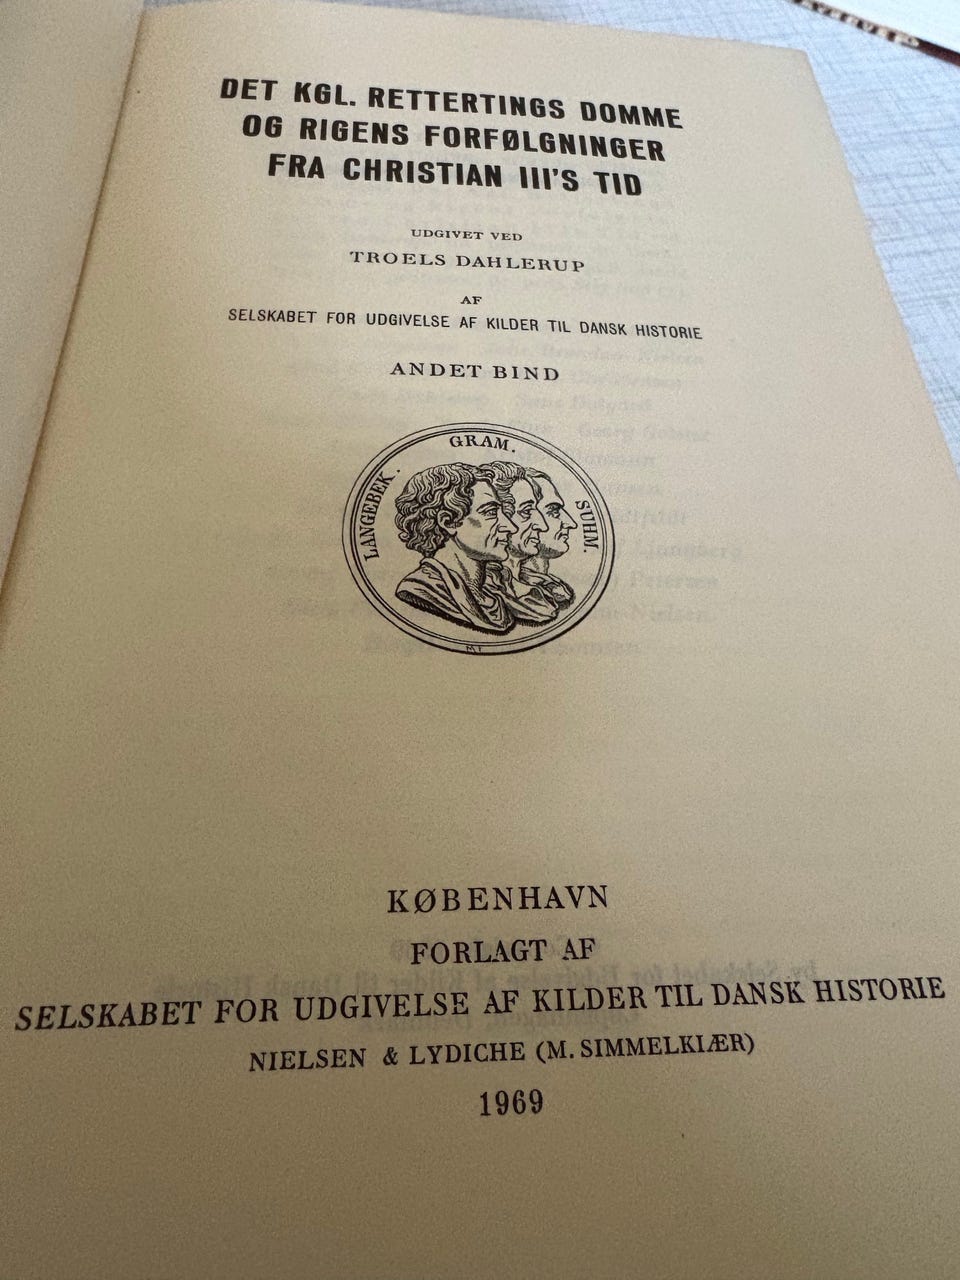 DET KGL. RETTERTINGS DOMME
OG RIGENS FORFØLGNINGER
FRA CHRISTIAN III'S TID
UDGIVET VED
TROELS DAHLERUP
AF
SELSKABET FOR UDGIVELSE AF KILDER TIL DANSK HISTORIE
ANDET BIND
LANGEBEK. GRAM. SUHM.
KØBENHAVN
FORLAGT AF
SELSKABET FOR UDGIVELSE AF KILDER TIL DANSK HISTORIE
NIELSEN & LYDICHE (M. SIMMELKIÆR)
1969